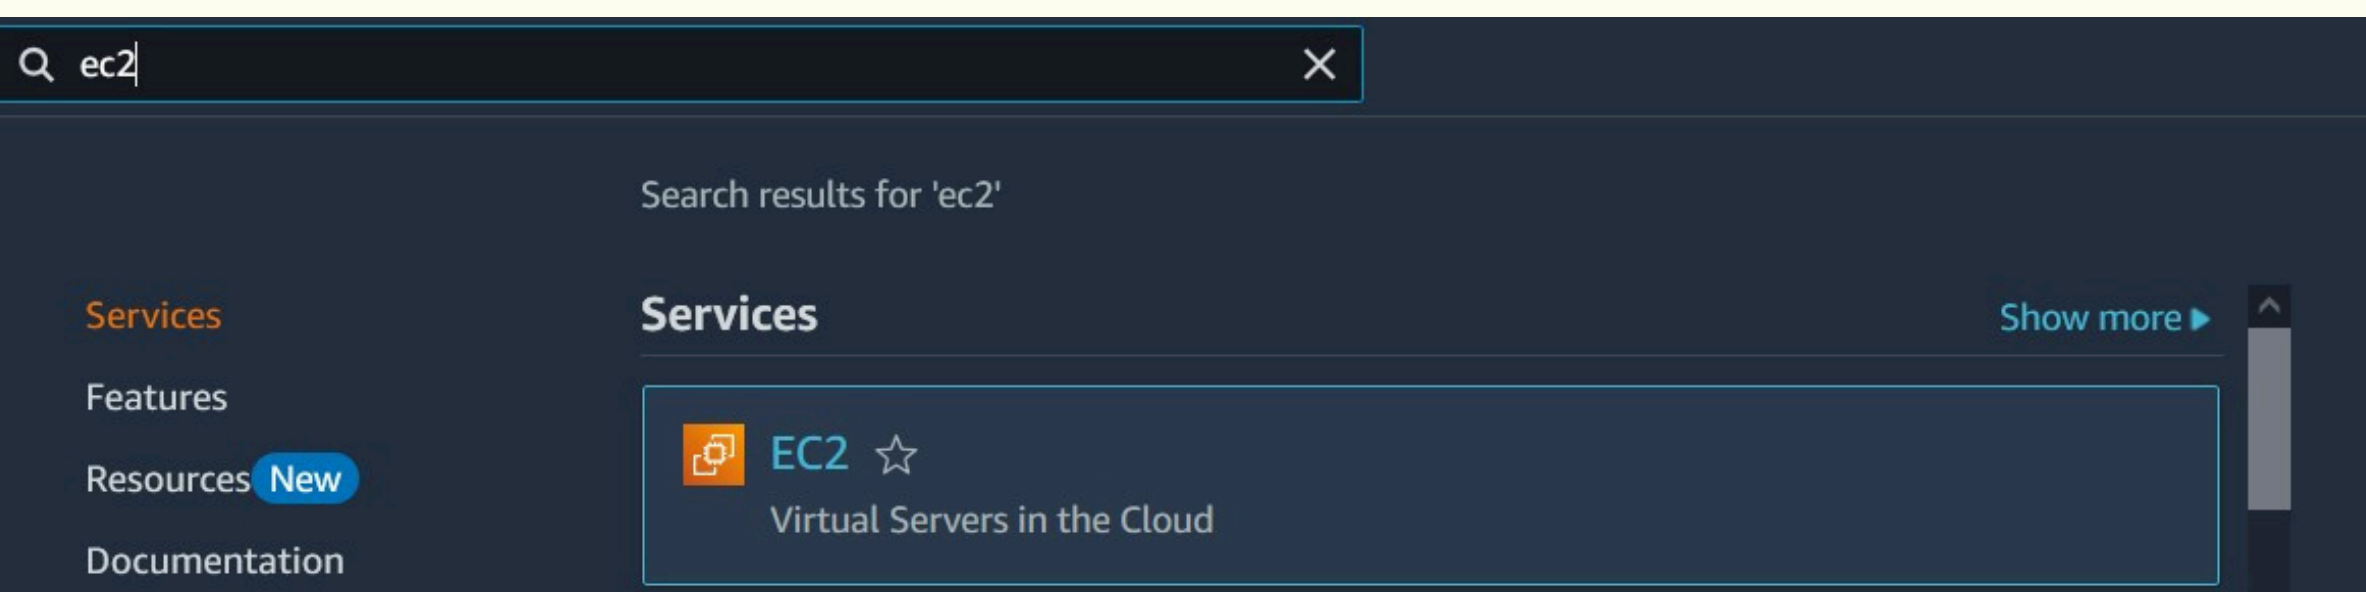 ec2
Search results for 'ec2'
Services
Features
Resources New
Documentation
Services
Show more
EC2
Virtual Servers in the Cloud